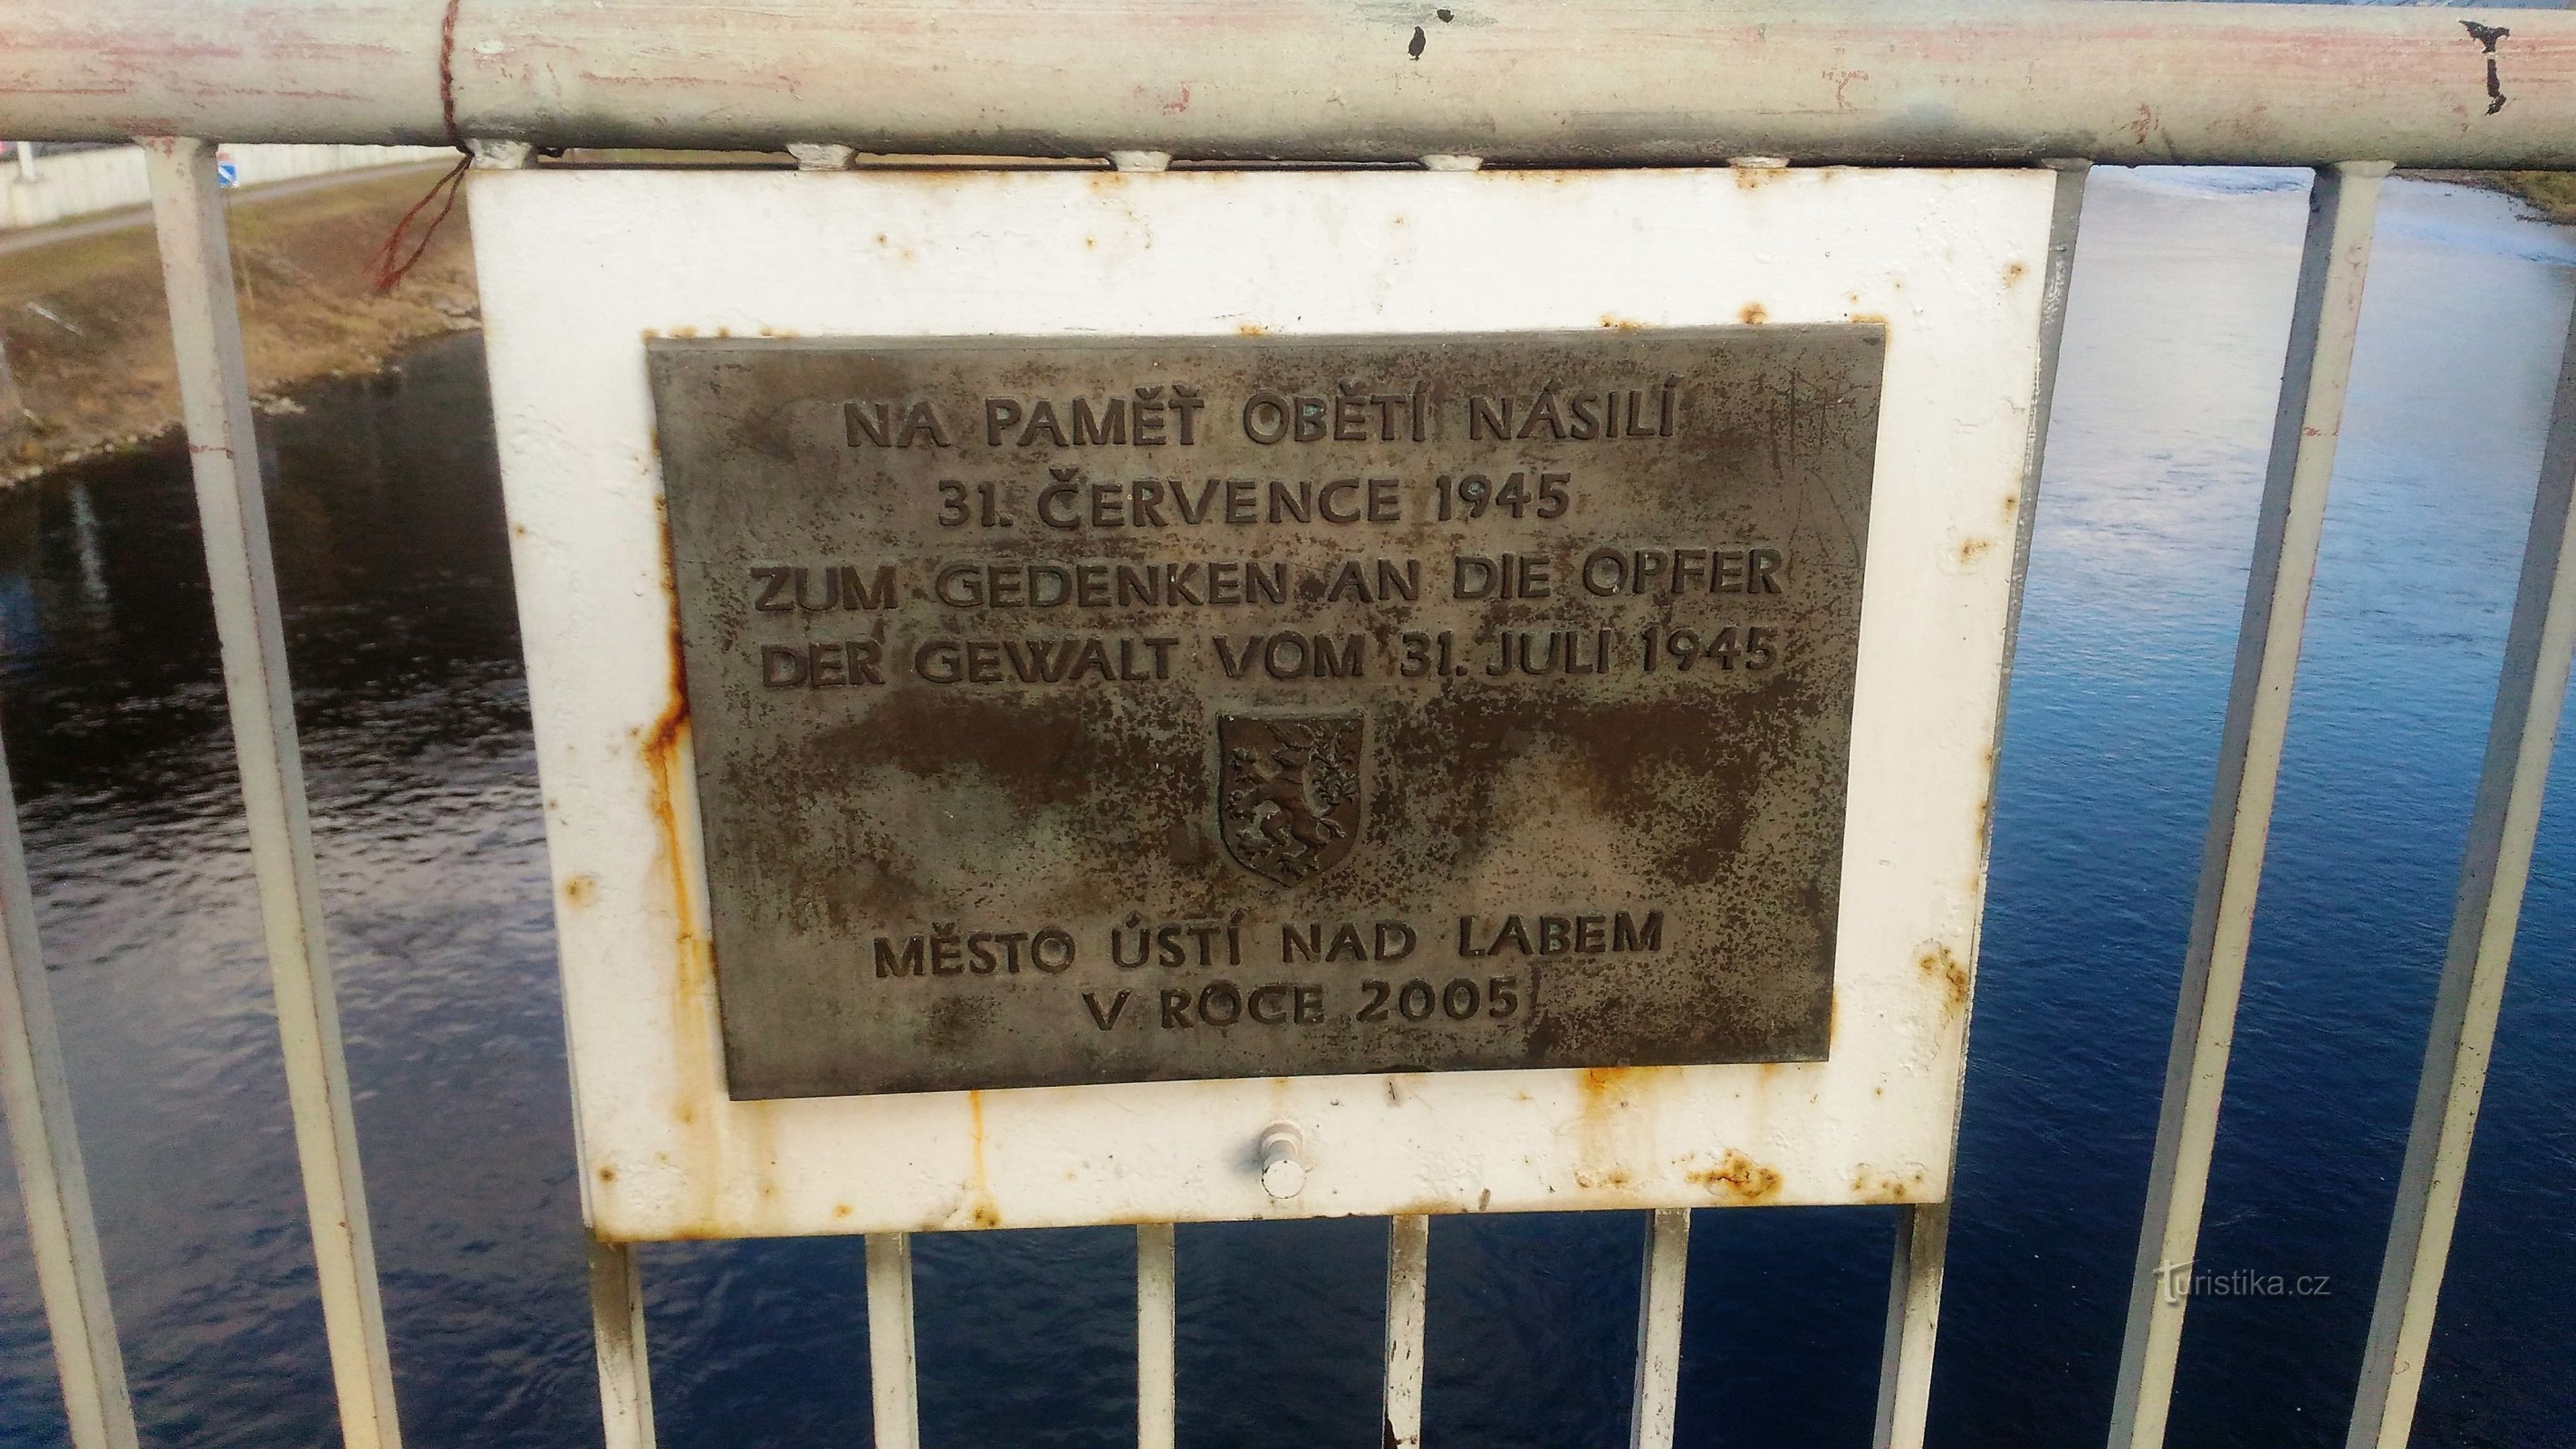 NA PAMĚŤ OBĚTÍ NÁSILÍ
31. ČERVENCE 1945
ZUM GEDENKEN AN DIE OPFER
DER GEWALT VOM 31. JULI 1945
MĚSTO ÚSTÍ NAD LABEM
V ROCE 2005
Turistika.cz